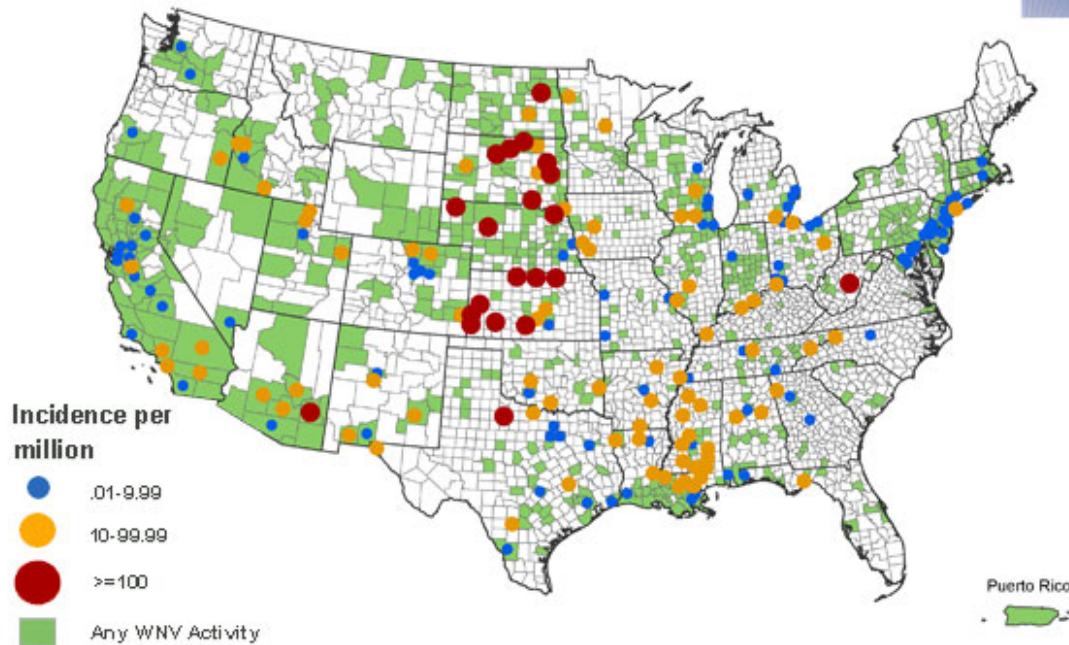 Incidence per
million
.01-9.99
10-99.99
>=100
Any WNV Activity
Puerto Rico